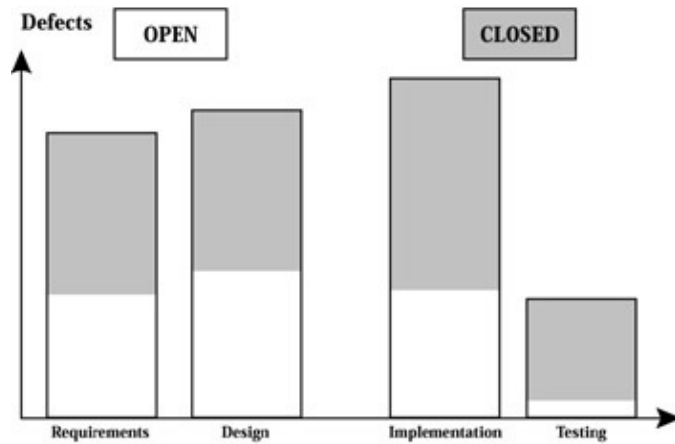 Defects
OPEN
CLOSED
Requirements
Design
Implementation
Testing